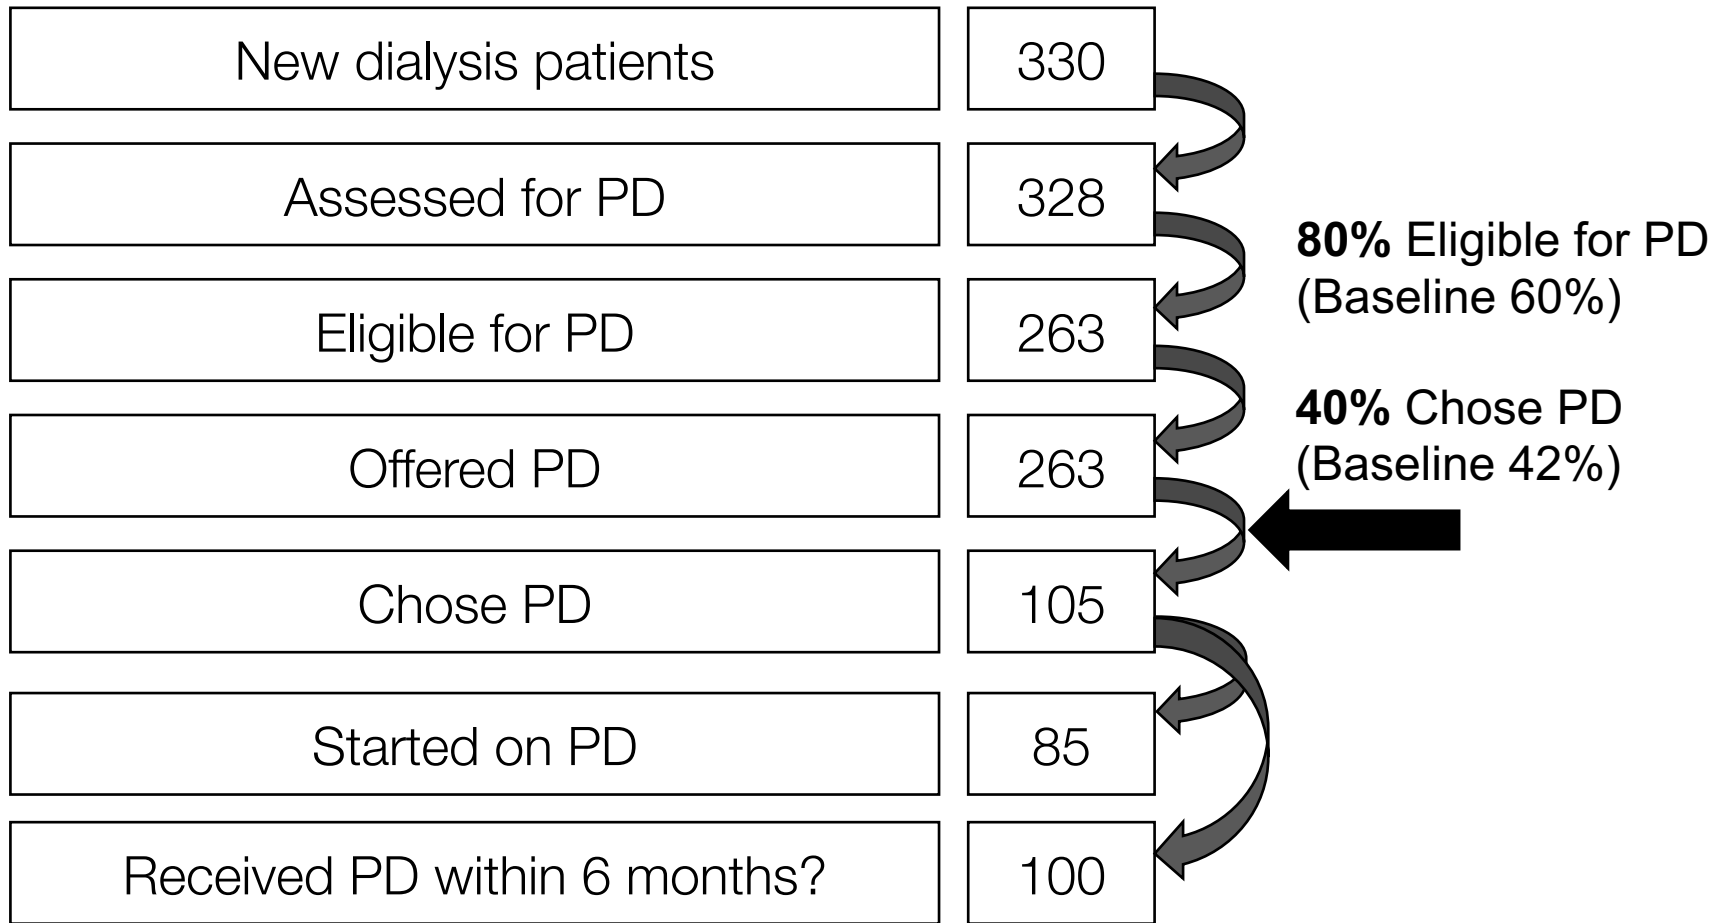 New dialysis patients 330
Assessed for PD 328
80% Eligible for PD
(Baseline 60%)
Eligible for PD 263
40% Chose PD
(Baseline 42%)
Offered PD 263
Chose PD 105
Started on PD 85
Received PD within 6 months? 100